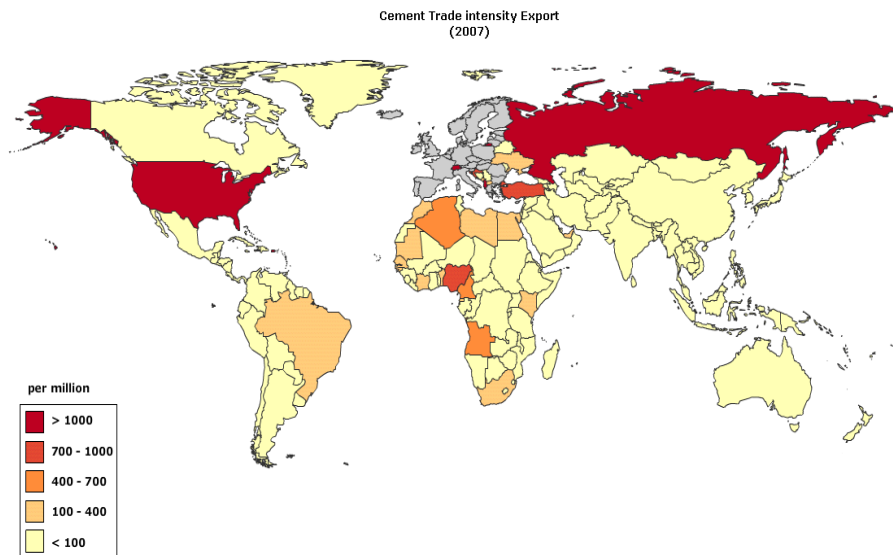 Cement Trade intensity Export
(2007)
per million
> 1000
700 - 1000
400 - 700
100 - 400
< 100